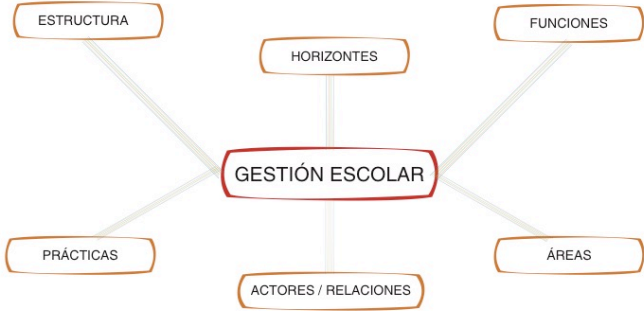 ESTRUCTURA
HORIZONTES
FUNCIONES
GESTIÓN ESCOLAR
PRÁCTICAS
ACTORES / RELACIONES
ÁREAS